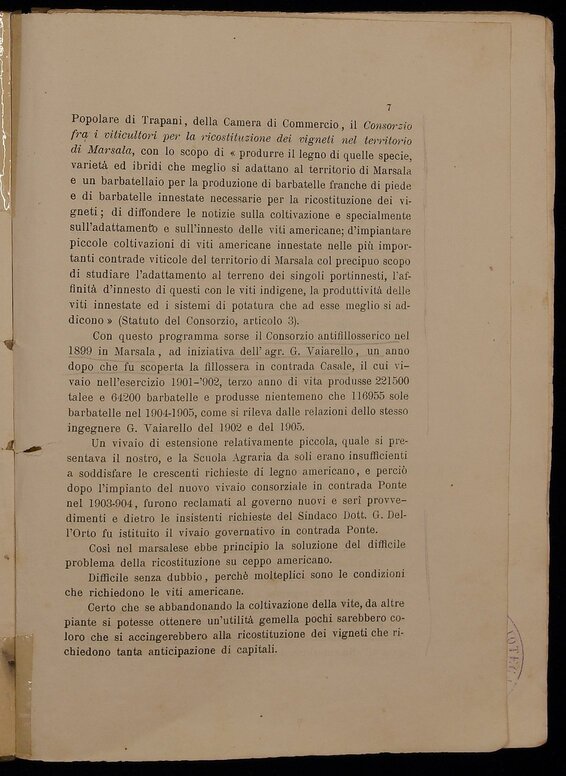 7
Popolare di Trapani, della Camera di Commercio, il Consorzio
fra i viticultori per la ricostituzione dei vigneti nel territorio
di Marsala, con lo scopo di « produrre il legno di quelle specie,
varietà ed ibridi che meglio si adattano al territorio di Marsala
e un barbatellaio per la produzione di barbatelle franche di piede
e di barbatelle innestate necessarie per la ricostituzione dei vi-
gneti; di diffondere le notizie sulla coltivazione e specialmente
sull'adattamento e sull'innesto delle viti americane; d'impiantare
piccole coltivazioni di viti americane innestate nelle più impor-
tanti contrade viticole del territorio di Marsala col precipuo scopo
di studiare l'adattamento al terreno dei singoli portinnesti, l'af-
finità d'innesto di questi con le viti indigene, la produttività delle
viti innestate ed i sistemi di potatura che ad esse meglio si ad-
dicono » (Statuto del Consorzio, articolo 3).
Con questo programma sorse il Consorzio antifillosserico nel
1899 in Marsala, ad iniziativa dell'agr. G. Vaiarello, un anno
dopo che fu scoperta la fillossera in contrada Casale, il cui vi-
vaio nell'esercizio 1901-'902, terzo anno di vita produsse 221500
talee e 64200 barbatelle e produsse nientemeno che 116955 sole
barbatelle nel 1904-1905, come si rileva dalle relazioni dello stesso
ingegnere G. Vaiarello del 1902 e del 1905.
Un vivaio di estensione relativamente piccola, quale si pre-
sentava il nostro, e la Scuola Agraria da soli erano insufficienti
a soddisfare le crescenti richieste di legno americano, e perciò
dopo l'impianto del nuovo vivaio consorziale in contrada Ponte
nel 1903-904, furono reclamati al governo nuovi e serî provve-
dimenti e dietro le insistenti richieste del Sindaco Dott. G. Del-
l'Orto fu istituito il vivaio governativo in contrada Ponte.
Così nel marsalese ebbe principio la soluzione del difficile
problema della ricostituzione su ceppo americano.
Difficile senza dubbio, perchè molteplici sono le condizioni
che richiedono le viti americane.
Certo che se abbandonando la coltivazione della vite, da altre
piante si potesse ottenere un'utilità gemella pochi sarebbero co-
loro che si accingerebbero alla ricostituzione dei vigneti che ri-
chiedono tanta anticipazione di capitali.